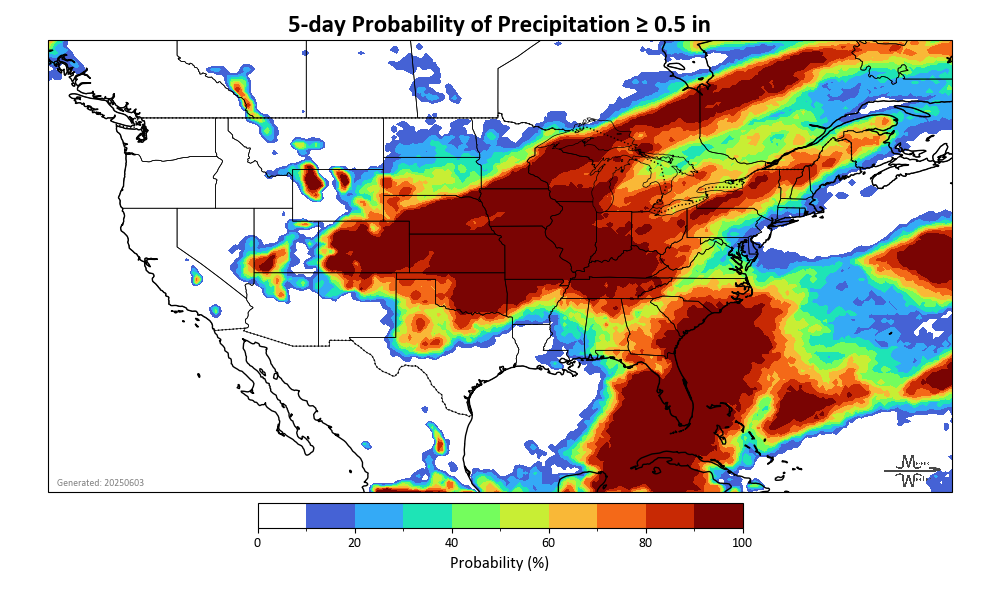 5-day Probability of Precipitation ≥ 0.5 in
Generated: 20250603
0 20 40 60 80 100
Probability (%)